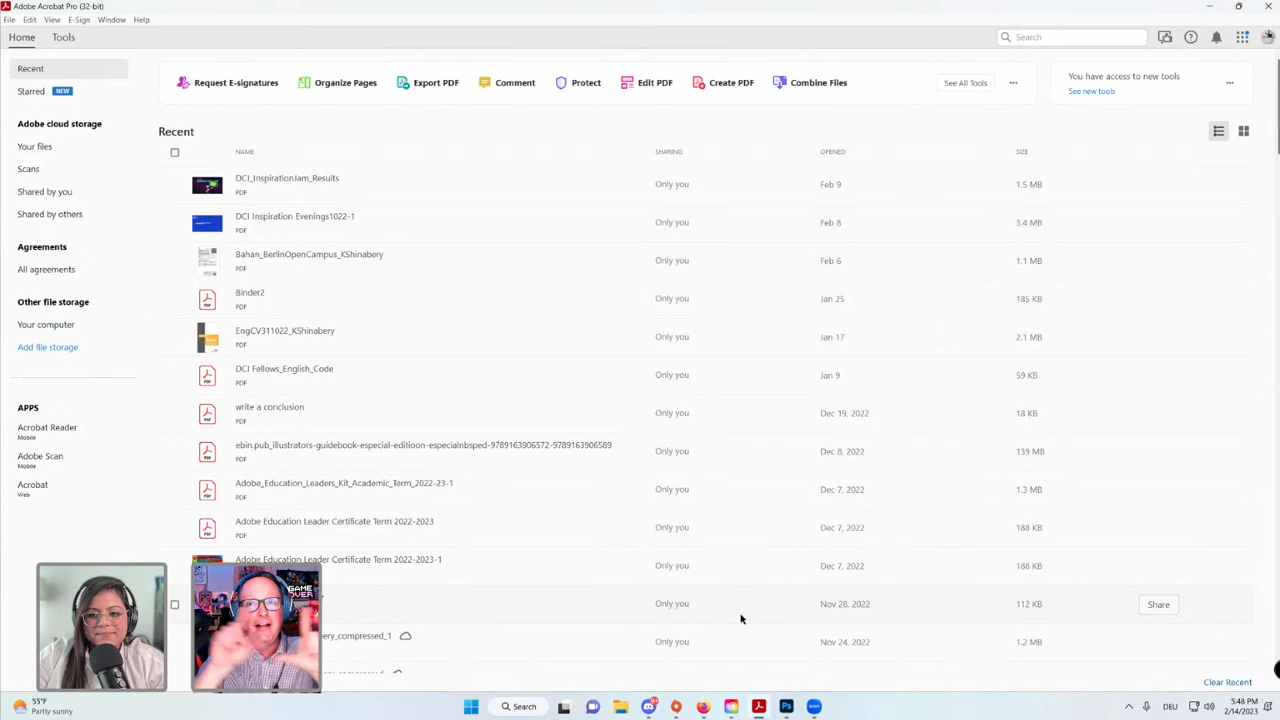 Adobe Acrobat Pro (32-bit)
File Edit View E-Sign Window Help
Home Tools
Search
Recent
Starred NEW
Adobe cloud storage
Your files
Scans
Shared by you
Shared by others
Agreements
All agreements
Other file storage
Your computer
Add file storage
APPS
Acrobat Reader
Mobile
Adobe Scan
Mobile
Acrobat
Web
Request E-signatures Organize Pages Export PDF Comment Protect Edit PDF Create PDF Combine Files See All Tools
You have access to new tools
See new tools
Recent
NAME SHARING OPENED SIZE
DCI_InspirationJam_Results Only you Feb 9 1.5 MB
PDF
DCI Inspiration Evenings1022-1 Only you Feb 8 3.4 MB
PDF
Bahan_BerlinOpenCampus_KShinabery Only you Feb 6 1.1 MB
PDF
Binder2 Only you Jan 25 185 KB
PDF
EngCV311022_KShinabery Only you Jan 17 2.1 MB
PDF
DCI Fellows_English_Code Only you Jan 9 59 KB
PDF
write a conclusion Only you Dec 19, 2022 18 KB
PDF
ebin.pub_illustrators-guidebook-especial-editioon-especialnbsped-9789163906572-9789163906589 Only you Dec 8, 2022 139 MB
PDF
Adobe_Education_Leaders_Kit_Academic_Term_2022-23-1 Only you Dec 7, 2022 1.3 MB
PDF
Adobe Education Leader Certificate Term 2022-2023 Only you Dec 7, 2022 188 KB
PDF
Adobe Education Leader Certificate Term 2022-2023-1 Only you Dec 7, 2022 188 KB
Only you Nov 28, 2022 112 KB Share
ery_compressed_1 Only you Nov 24, 2022 1.2 MB
GAME OVER
Clear Recent
55°F
Partly sunny
Search
5:48 PM
2/14/2023